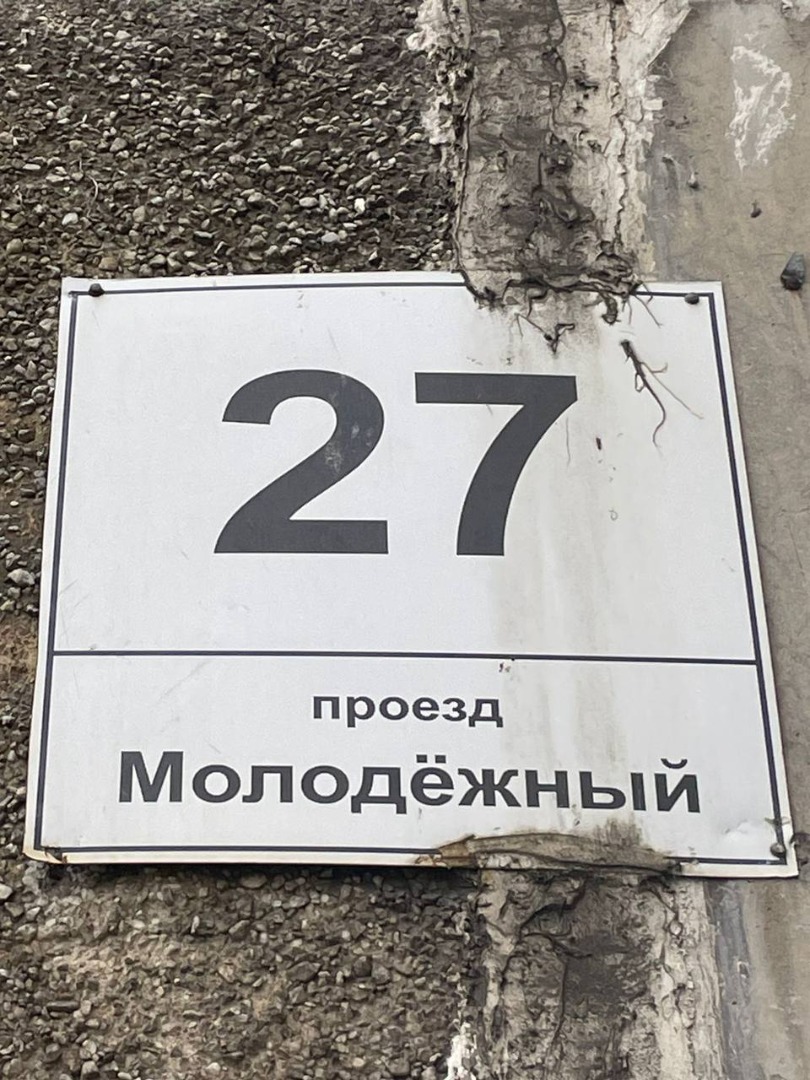 27
проезд
Молодёжный